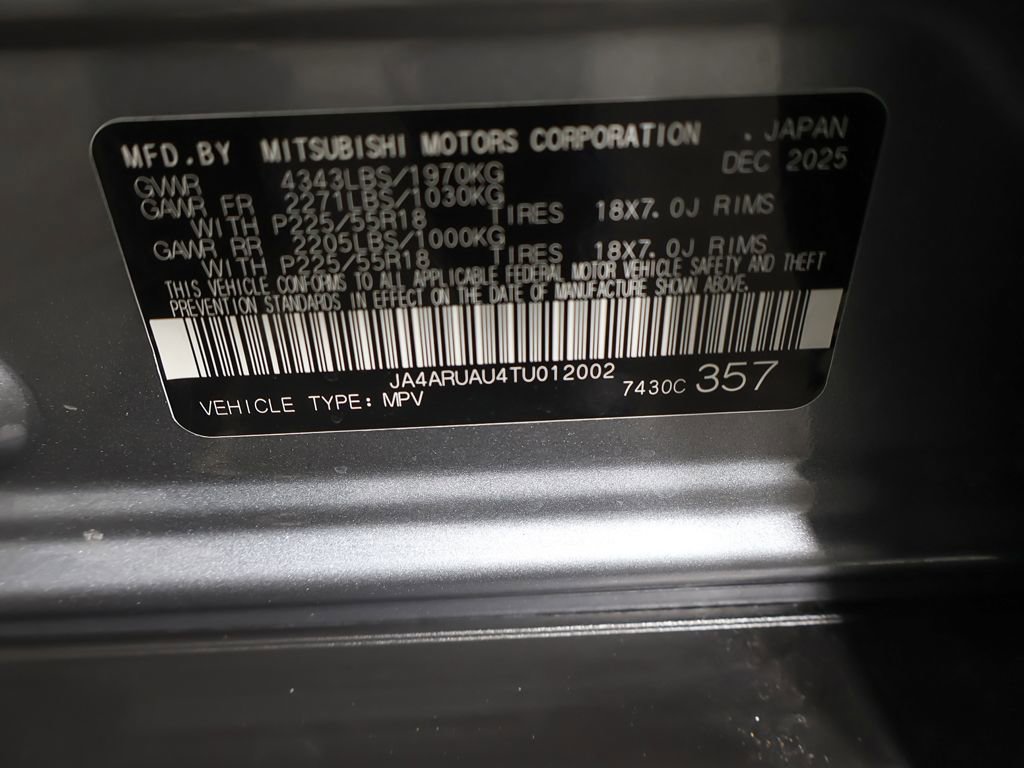 MFD. BY MITSUBISHI MOTORS CORPORATION . JAPAN
GVWR 4343LBS/1970KG DEC 2025
GAWR FR 2271LBS/1030KG
WITH P225/55R18 TIRES 18X7.0J RIMS
GAWR RR 2205LBS/1000KG
WITH P225/55R18 TIRES 18X7.0J RIMS
THIS VEHICLE CONFORMS TO ALL APPLICABLE FEDERAL MOTOR VEHICLE SAFETY AND THEFT
PREVENTION STANDARDS IN EFFECT ON THE DATE OF MANUFACTURE SHOWN ABOVE.
JA4ARUAU4TU012002
VEHICLE TYPE: MPV 7430C 357